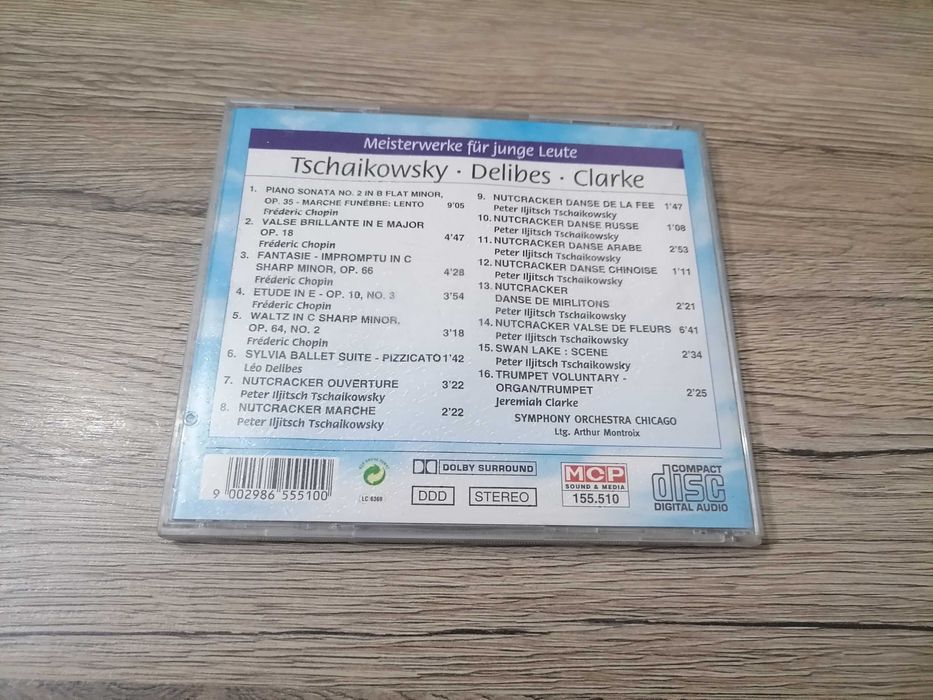 Meisterwerke für junge Leute
Tschaikowsky · Delibes · Clarke
1. PIANO SONATA NO. 2 IN B FLAT MINOR,
OP. 35 - MARCHE FUNÈBRE: LENTO 9'05
Fréderic Chopin
2. VALSE BRILLANTE IN E MAJOR
OP. 18 4'47
Fréderic Chopin
3. FANTASIE - IMPROMPTU IN C
SHARP MINOR, OP. 66 4'28
Fréderic Chopin
4. ETUDE IN E - OP. 10, NO. 3 3'54
Fréderic Chopin
5. WALTZ IN C SHARP MINOR,
OP. 64, NO. 2 3'18
Fréderic Chopin
6. SYLVIA BALLET SUITE - PIZZICATO 1'42
Léo Delibes
7. NUTCRACKER OUVERTURE 3'22
Peter Iljitsch Tschaikowsky
8. NUTCRACKER MARCHE 2'22
Peter Iljitsch Tschaikowsky
9. NUTCRACKER DANSE DE LA FEE 1'47
Peter Iljitsch Tschaikowsky
10. NUTCRACKER DANSE RUSSE 1'08
Peter Iljitsch Tschaikowsky
11. NUTCRACKER DANSE ARABE 2'53
Peter Iljitsch Tschaikowsky
12. NUTCRACKER DANSE CHINOISE 1'11
Peter Iljitsch Tschaikowsky
13. NUTCRACKER
DANSE DE MIRLITONS 2'21
Peter Iljitsch Tschaikowsky
14. NUTCRACKER VALSE DE FLEURS 6'41
Peter Iljitsch Tschaikowsky
15. SWAN LAKE : SCENE 2'34
Peter Iljitsch Tschaikowsky
16. TRUMPET VOLUNTARY -
ORGAN/TRUMPET 2'25
Jeremiah Clarke
SYMPHONY ORCHESTRA CHICAGO
Ltg. Arthur Montroix
9 002986 555100
LC 6369
DOLBY SURROUND
DDD STEREO
MCP
SOUND & MEDIA
155.510
COMPACT
disc
DIGITAL AUDIO